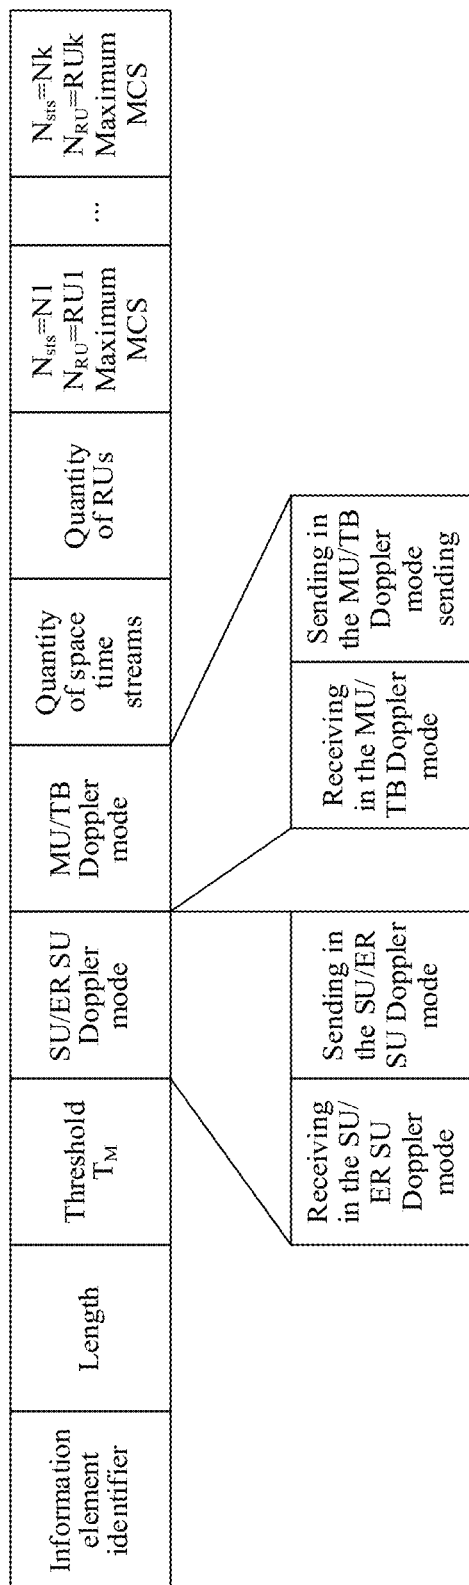 Information
element
identifier
Length
Threshold
T_M
SU/ER SU
Doppler
mode
MU/TB
Doppler
mode
Quantity
of space
time
streams
Quantity
of RUs
N_sts=N1
N_RU=RU1
Maximum
MCS
...
N_sts=Nk
N_RU=RUk
Maximum
MCS
Receiving
in the SU/
ER SU
Doppler
mode
Sending in
the SU/ER
SU Doppler
mode
Receiving
in the MU/
TB Doppler
mode
Sending in
the MU/TB
Doppler
mode
sending